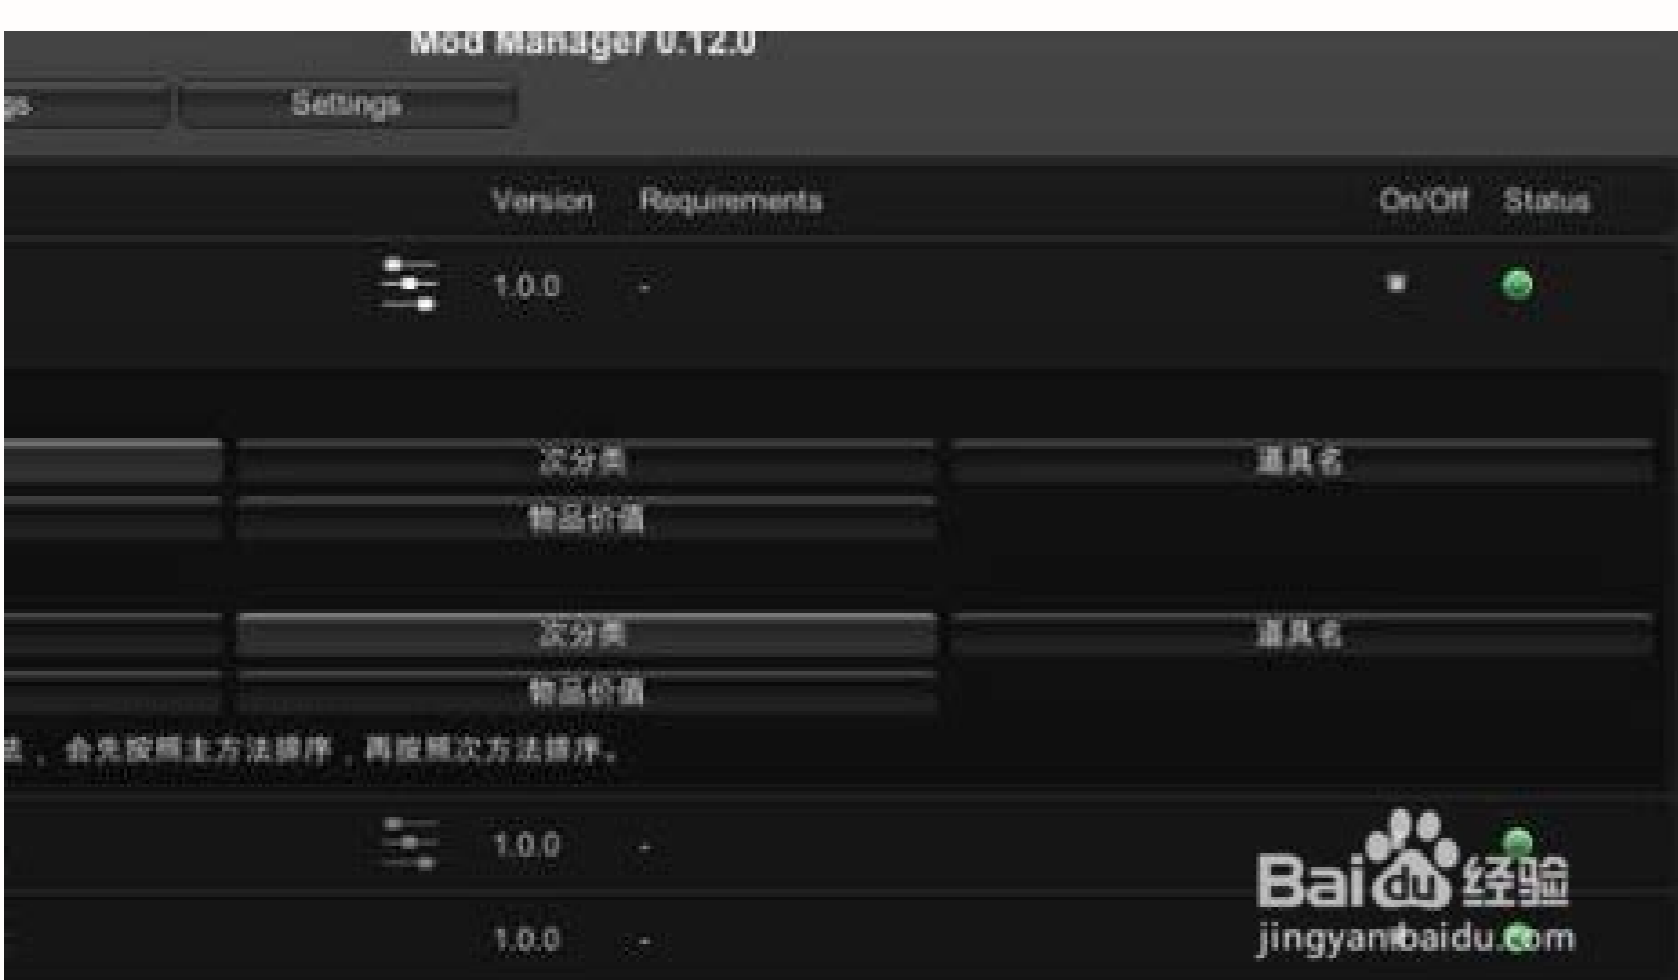 Mod Manager 0.12.0
gs Settings
Version Requirements On/Off Status
1.0.0 -
次分类 道具名
物品价值
次分类 道具名
物品价值
法，会先按照主方法排序，再按照次方法排序。
1.0.0 -
Baidu 经验
1.0.0 -
jingyan.baidu.com